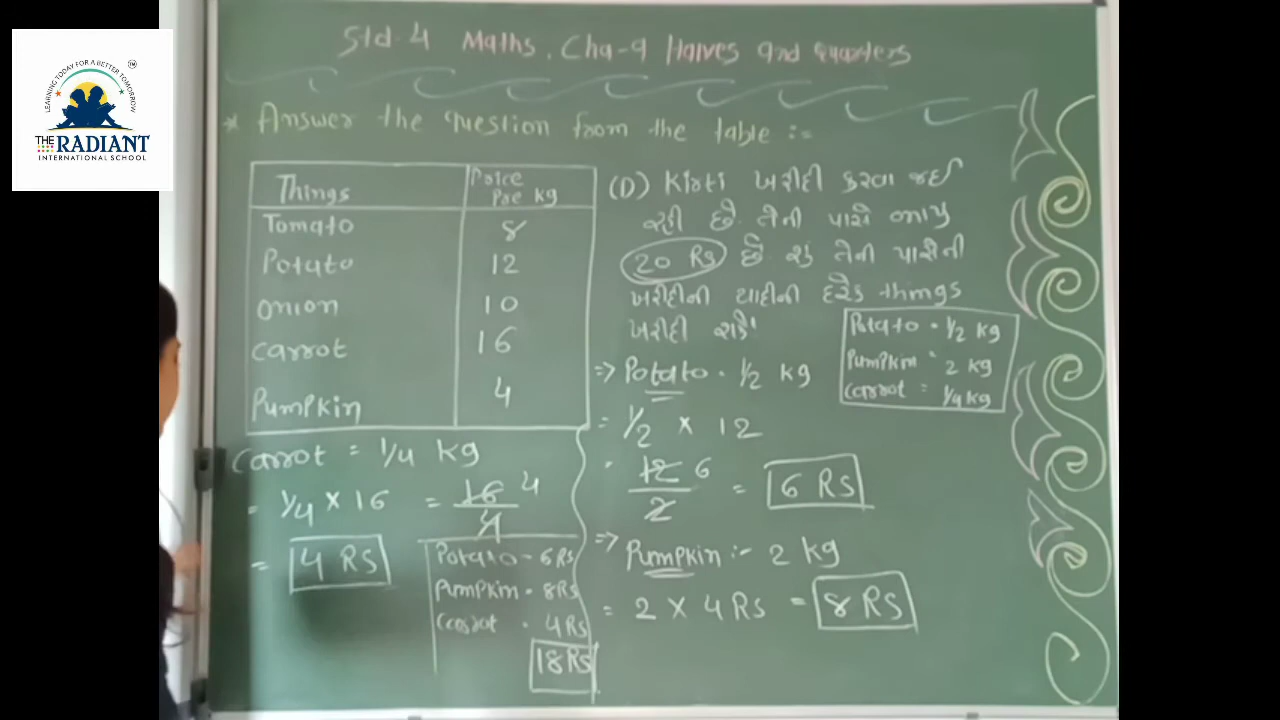 LEARNING TODAY FOR A BETTER TOMORROW
THE RADIANT
INTERNATIONAL SCHOOL
Std-4 Maths. Cha-9 Halves and Quarters
* Answer the Question from the table :-
Things Price Pre kg
Tomato 8
Potato 12
Onion 10
Carrot 16
Pumpkin 4
(D) Kirti ખરીદી કરવા જઈ
રહી છે તેની પાસે માત્ર
20 Rs છે શું તેની પાસેની
ખરીદીની યાદીની દરેક things
ખરીદી શકે
Potato - 1/2 kg
Pumpkin = 2 kg
Carrot = 1/4 kg
=> Potato - 1/2 kg
= 1/2 × 12
= 12/2 6 = 6 Rs
=> Pumpkin :- 2 kg
= 2 × 4 Rs = 8 Rs
Carrot = 1/4 kg
= 1/4 × 16 = 16/4 4
= 4 Rs
Potato - 6 Rs
Pumpkin - 8 Rs
Carrot - 4 Rs
18 Rs